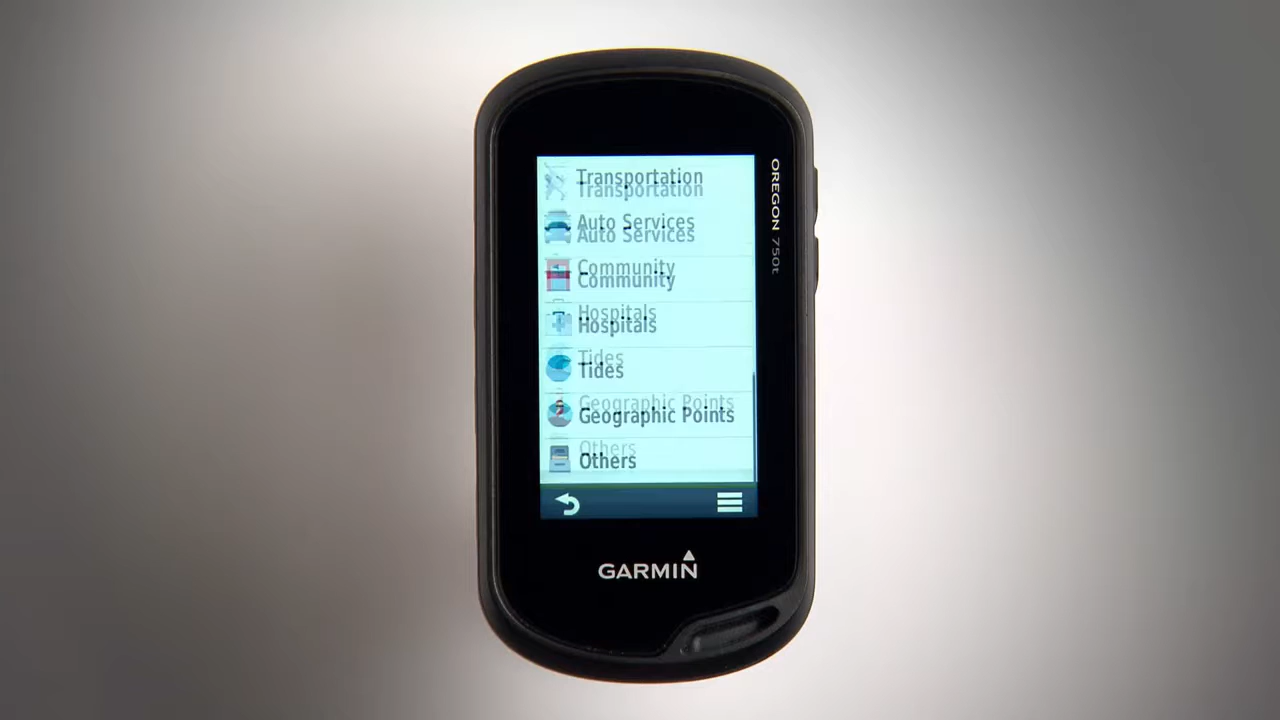 Transportation
Auto Services
Community
Hospitals
Tides
Geographic Points
Others
OREGON 750t
GARMIN